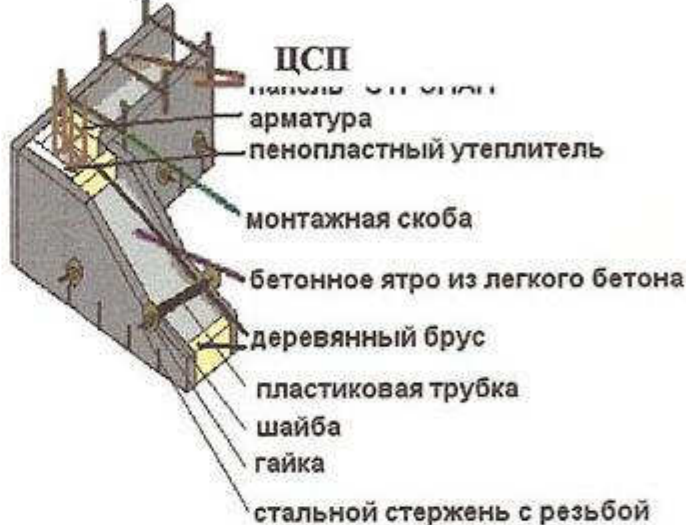 ЦСП
арматура
пенопластный утеплитель
монтажная скоба
бетонное ятро из легкого бетона
деревянный брус
пластиковая трубка
шайба
гайка
стальной стержень с резьбой